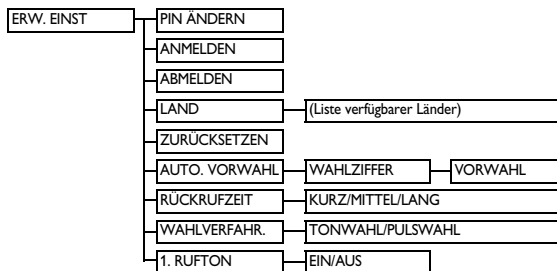 ERW. EINST PIN ÄNDERN
ANMELDEN
ABMELDEN
LAND (Liste verfügbarer Länder)
ZURÜCKSETZEN
AUTO. VORWAHL WAHLZIFFER VORWAHL
RÜCKRUFZEIT KURZ/MITTEL/LANG
WAHLVERFAHR. TONWAHL/PULSWAHL
1. RUFTON EIN/AUS